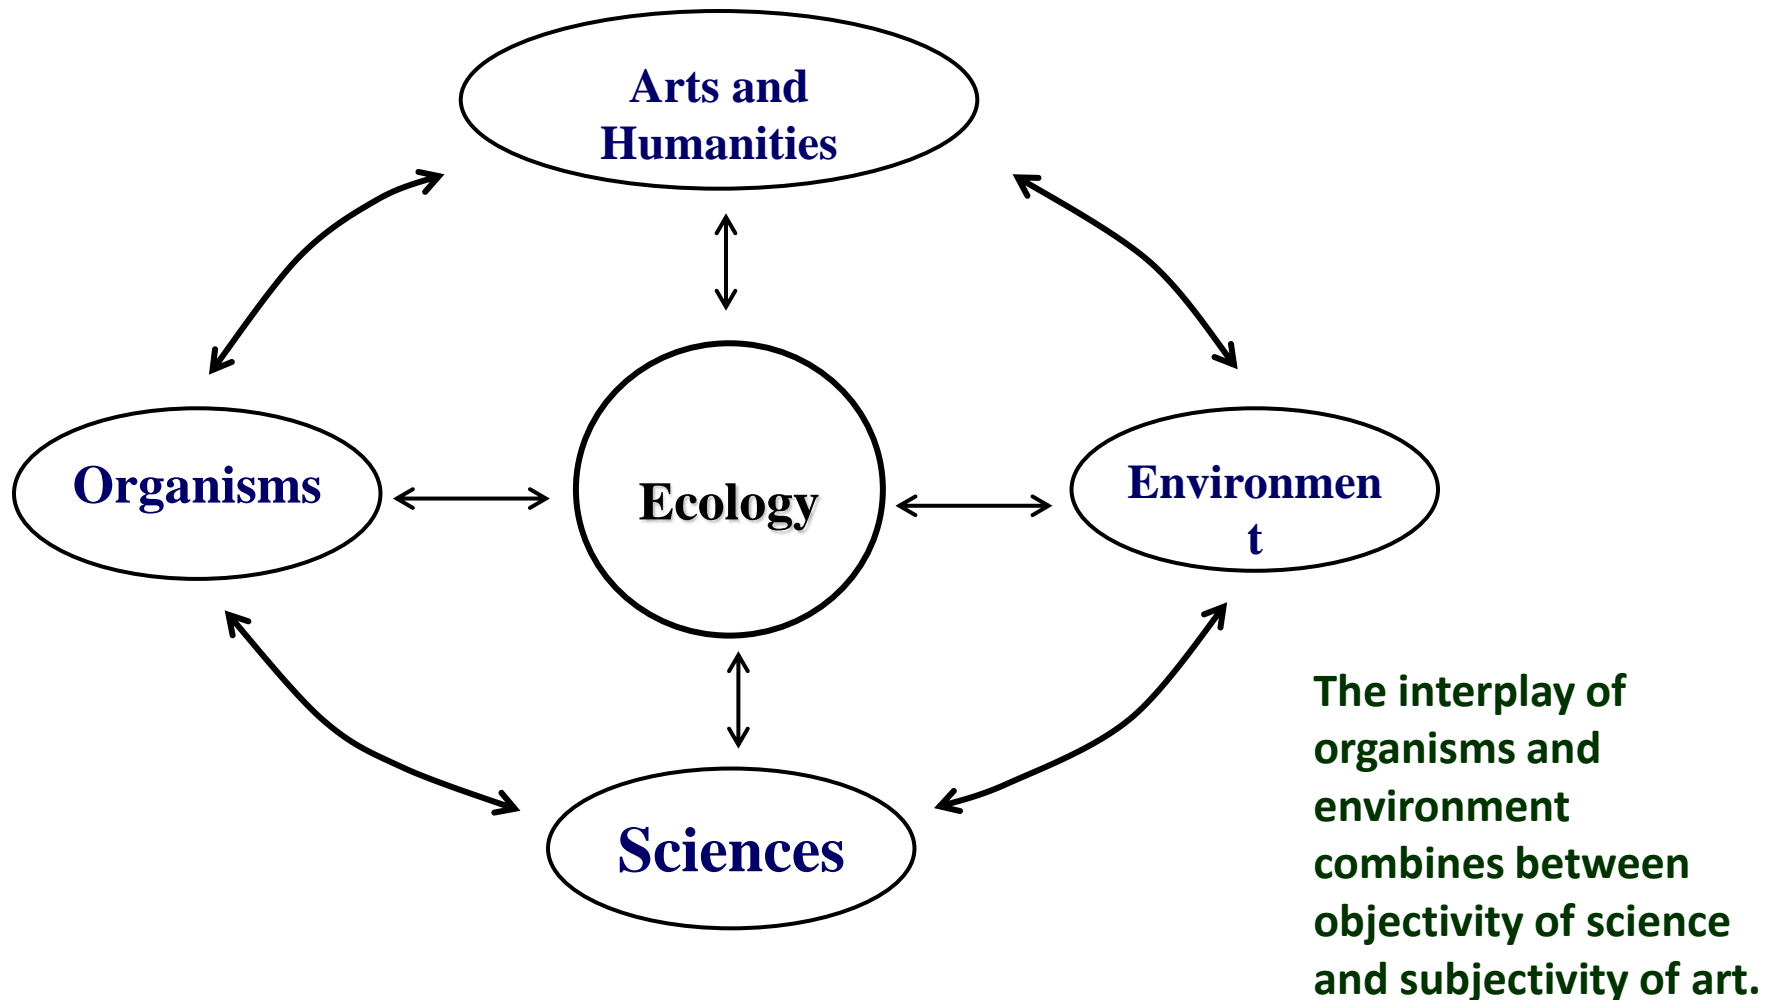 Arts and
Humanities
Organisms
Ecology
Environmen
t
Sciences
The interplay of
organisms and
environment
combines between
objectivity of science
and subjectivity of art.